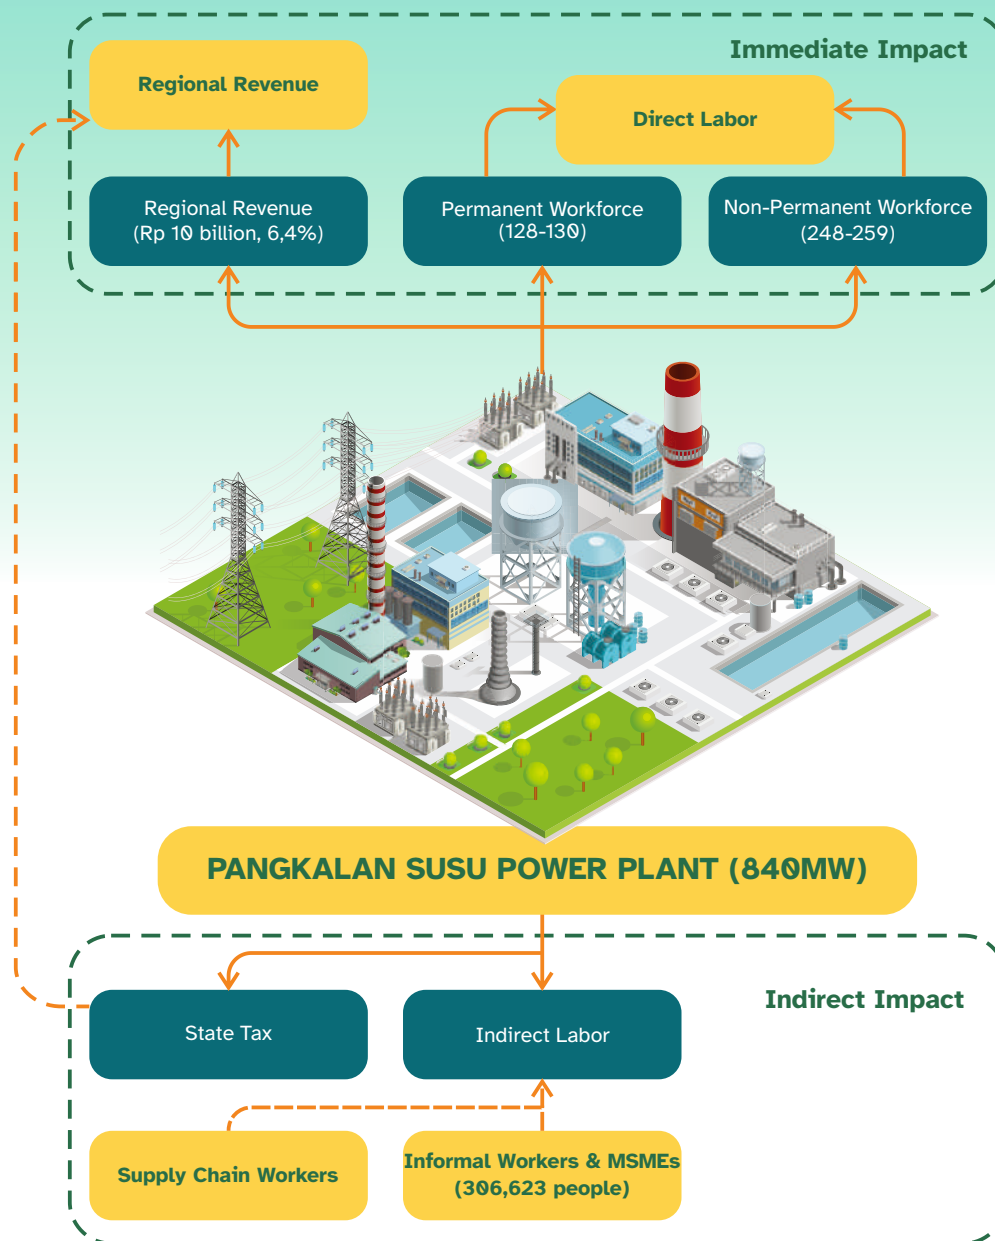 Immediate Impact
Regional Revenue
Direct Labor
Regional Revenue
(Rp 10 billion, 6,4%)
Permanent Workforce
(128-130)
Non-Permanent Workforce
(248-259)
PANGKALAN SUSU POWER PLANT (840MW)
Indirect Impact
State Tax
Indirect Labor
Supply Chain Workers
Informal Workers & MSMEs
(306,623 people)